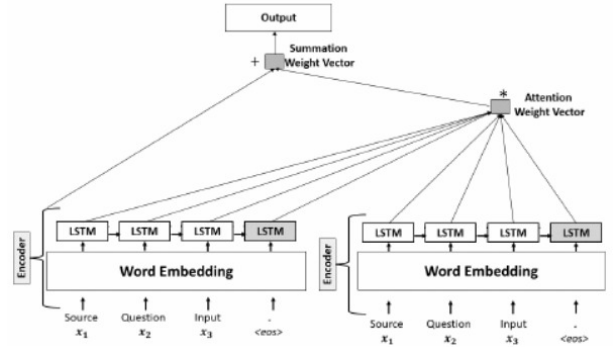 Output
+
Summation
Weight Vector
*
Attention
Weight Vector
Encoder
LSTM LSTM LSTM LSTM
Word Embedding
Source Question Input .
x₁ x₂ x₃ <eos>
Encoder
LSTM LSTM LSTM LSTM
Word Embedding
Source Question Input .
x₁ x₂ x₃ <eos>